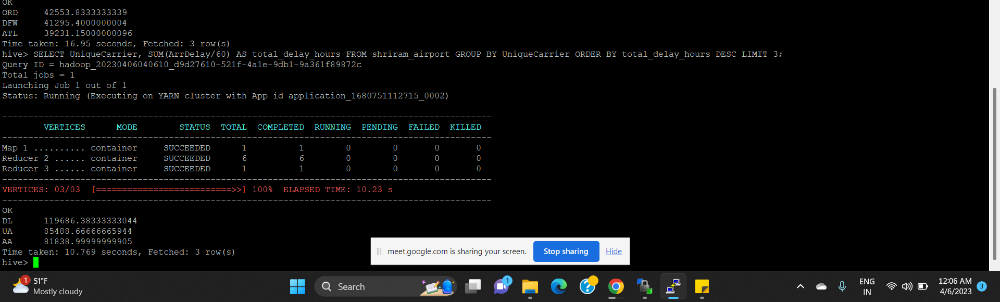 OK
ORD 42553.8333333339
DFW 41295.4000000004
ATL 39231.15000000096
Time taken: 16.95 seconds, Fetched: 3 row(s)
hive> SELECT UniqueCarrier, SUM(ArrDelay/60) AS total_delay_hours FROM shriram_airport GROUP BY UniqueCarrier ORDER BY total_delay_hours DESC LIMIT 3;
Query ID = hadoop_20230406040610_d9d27610-521f-4a1e-9db1-9a361f89872c
Total jobs = 1
Launching Job 1 out of 1
Status: Running (Executing on YARN cluster with App id application_1680751112715_0002)
----------------------------------------------------------------------------------------------
VERTICES MODE STATUS TOTAL COMPLETED RUNNING PENDING FAILED KILLED
----------------------------------------------------------------------------------------------
Map 1 .......... container SUCCEEDED 1 1 0 0 0 0
Reducer 2 ...... container SUCCEEDED 6 6 0 0 0 0
Reducer 3 ...... container SUCCEEDED 1 1 0 0 0 0
----------------------------------------------------------------------------------------------
VERTICES: 03/03 [==========================>>] 100% ELAPSED TIME: 10.23 s
----------------------------------------------------------------------------------------------
OK
DL 119686.38333333044
UA 85488.66666665944
AA 81838.99999999905
Time taken: 10.769 seconds, Fetched: 3 row(s)
hive>
meet.google.com is sharing your screen. Stop sharing Hide
1
51°F
Mostly cloudy
Search
1
?
ENG
IN
12:06 AM
4/6/2023
3